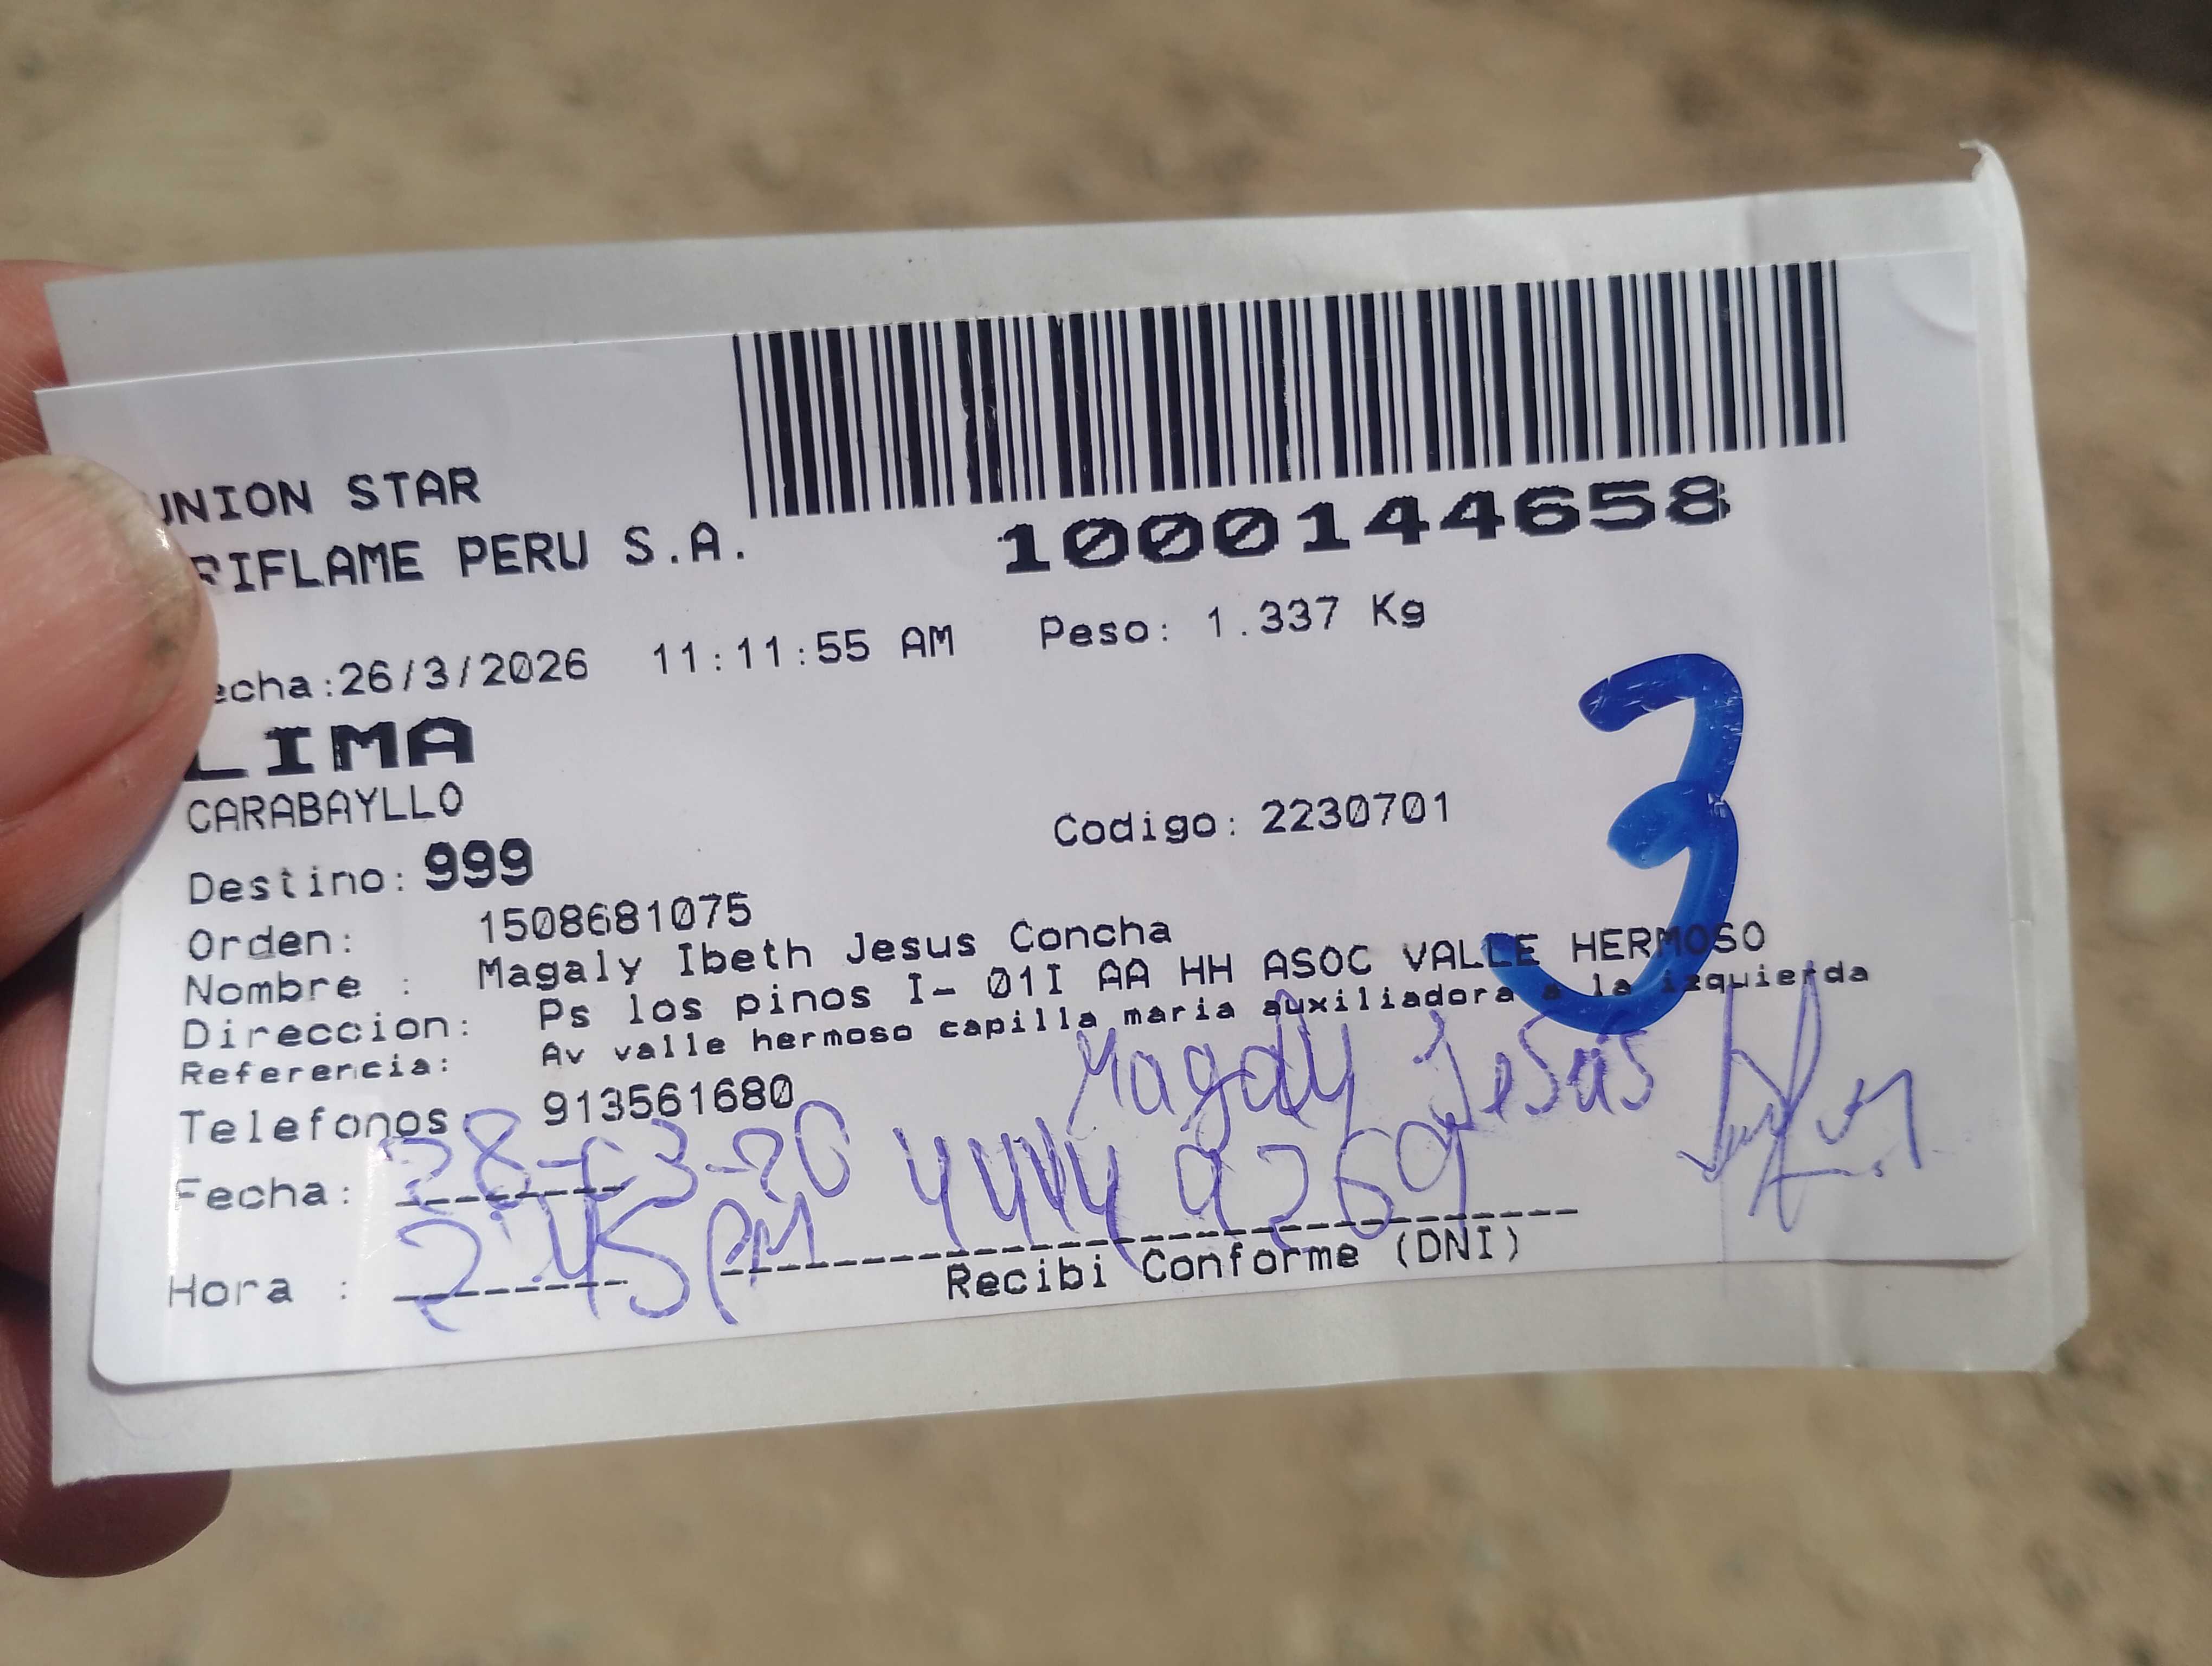 UNION STAR
RIFLAME PERU S.A.
1000144658
echa:26/3/2026 11:11:55 AM Peso: 1.337 Kg
LIMA
CARABAYLLO
Codigo: 2230701
3
Destino: 999
Orden: 1508681075
Nombre : Magaly Ibeth Jesus Concha
Direccion: Ps los pinos I- 01I AA HH ASOC VALLE HERMOSO
Referencia: Av valle hermoso capilla maria auxiliadora a la izquierda
Telefonos: 913561680
Magaly Jesus
Fecha: 28-03-20
Hora : 2:45 PM
Recibi Conforme (DNI)